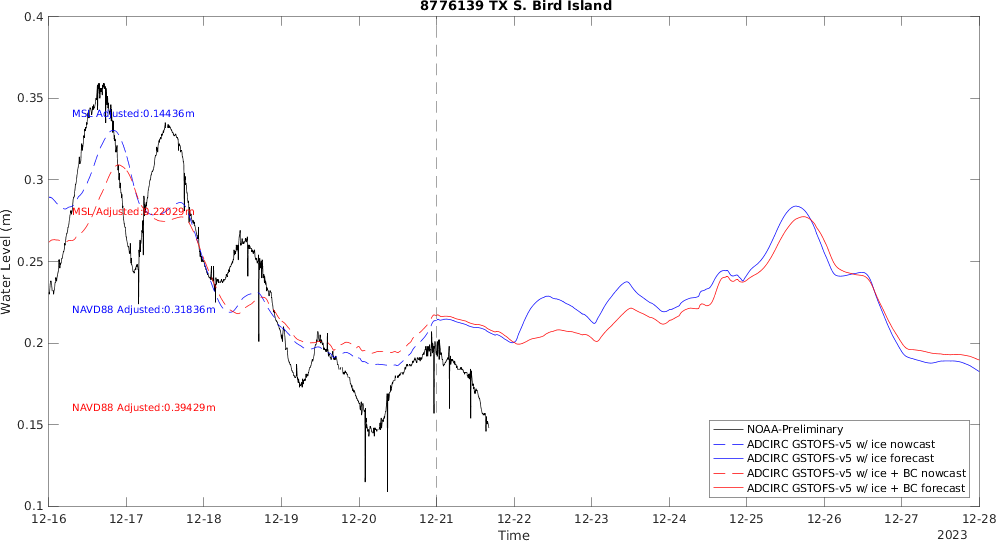 8776139 TX S. Bird Island
Water Level (m)
0.4
0.35
0.3
0.25
0.2
0.15
0.1
MSL Adjusted:0.14436m
MSL Adjusted:0.22029m
NAVD88 Adjusted:0.31836m
NAVD88 Adjusted:0.39429m
NOAA-Preliminary
ADCIRC GSTOFS-v5 w/ ice nowcast
ADCIRC GSTOFS-v5 w/ ice forecast
ADCIRC GSTOFS-v5 w/ ice + BC nowcast
ADCIRC GSTOFS-v5 w/ ice + BC forecast
12-16 12-17 12-18 12-19 12-20 12-21 12-22 12-23 12-24 12-25 12-26 12-27 12-28
Time
2023